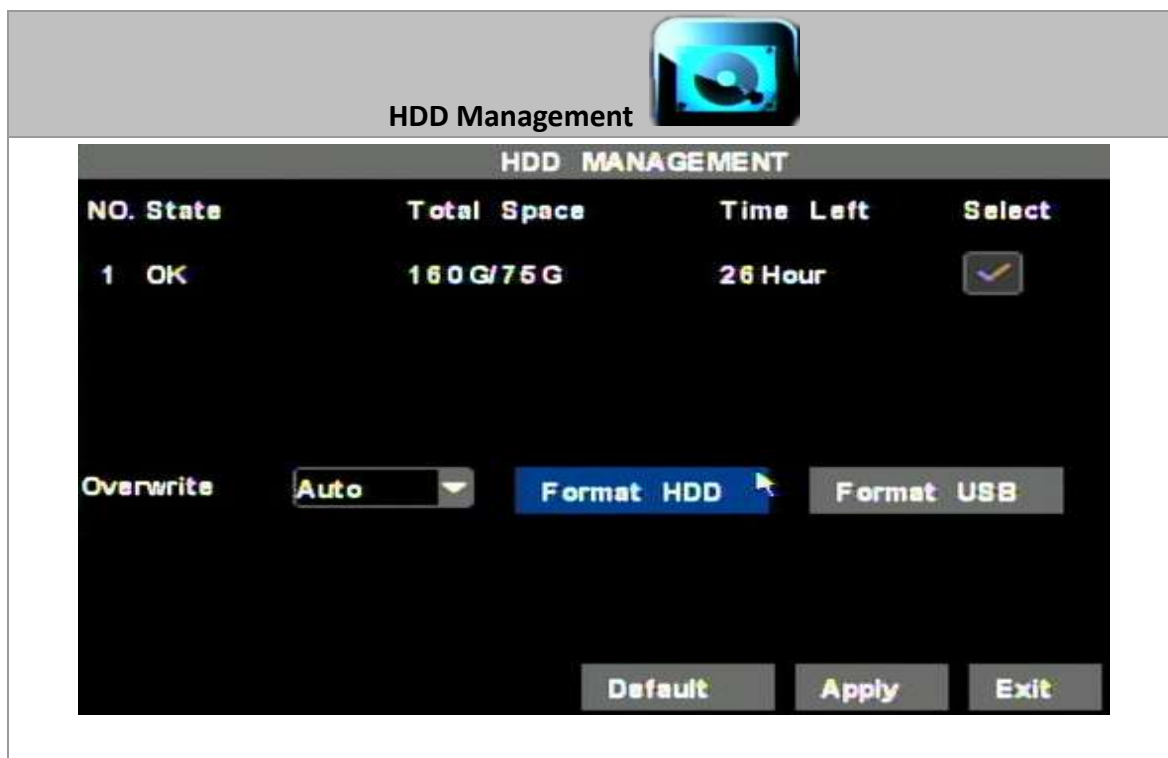 HDD Management
HDD MANAGEMENT
NO. State Total Space Time Left Select
1 OK 160G/75G 26 Hour
Overwrite Auto Format HDD Format USB
Default Apply Exit